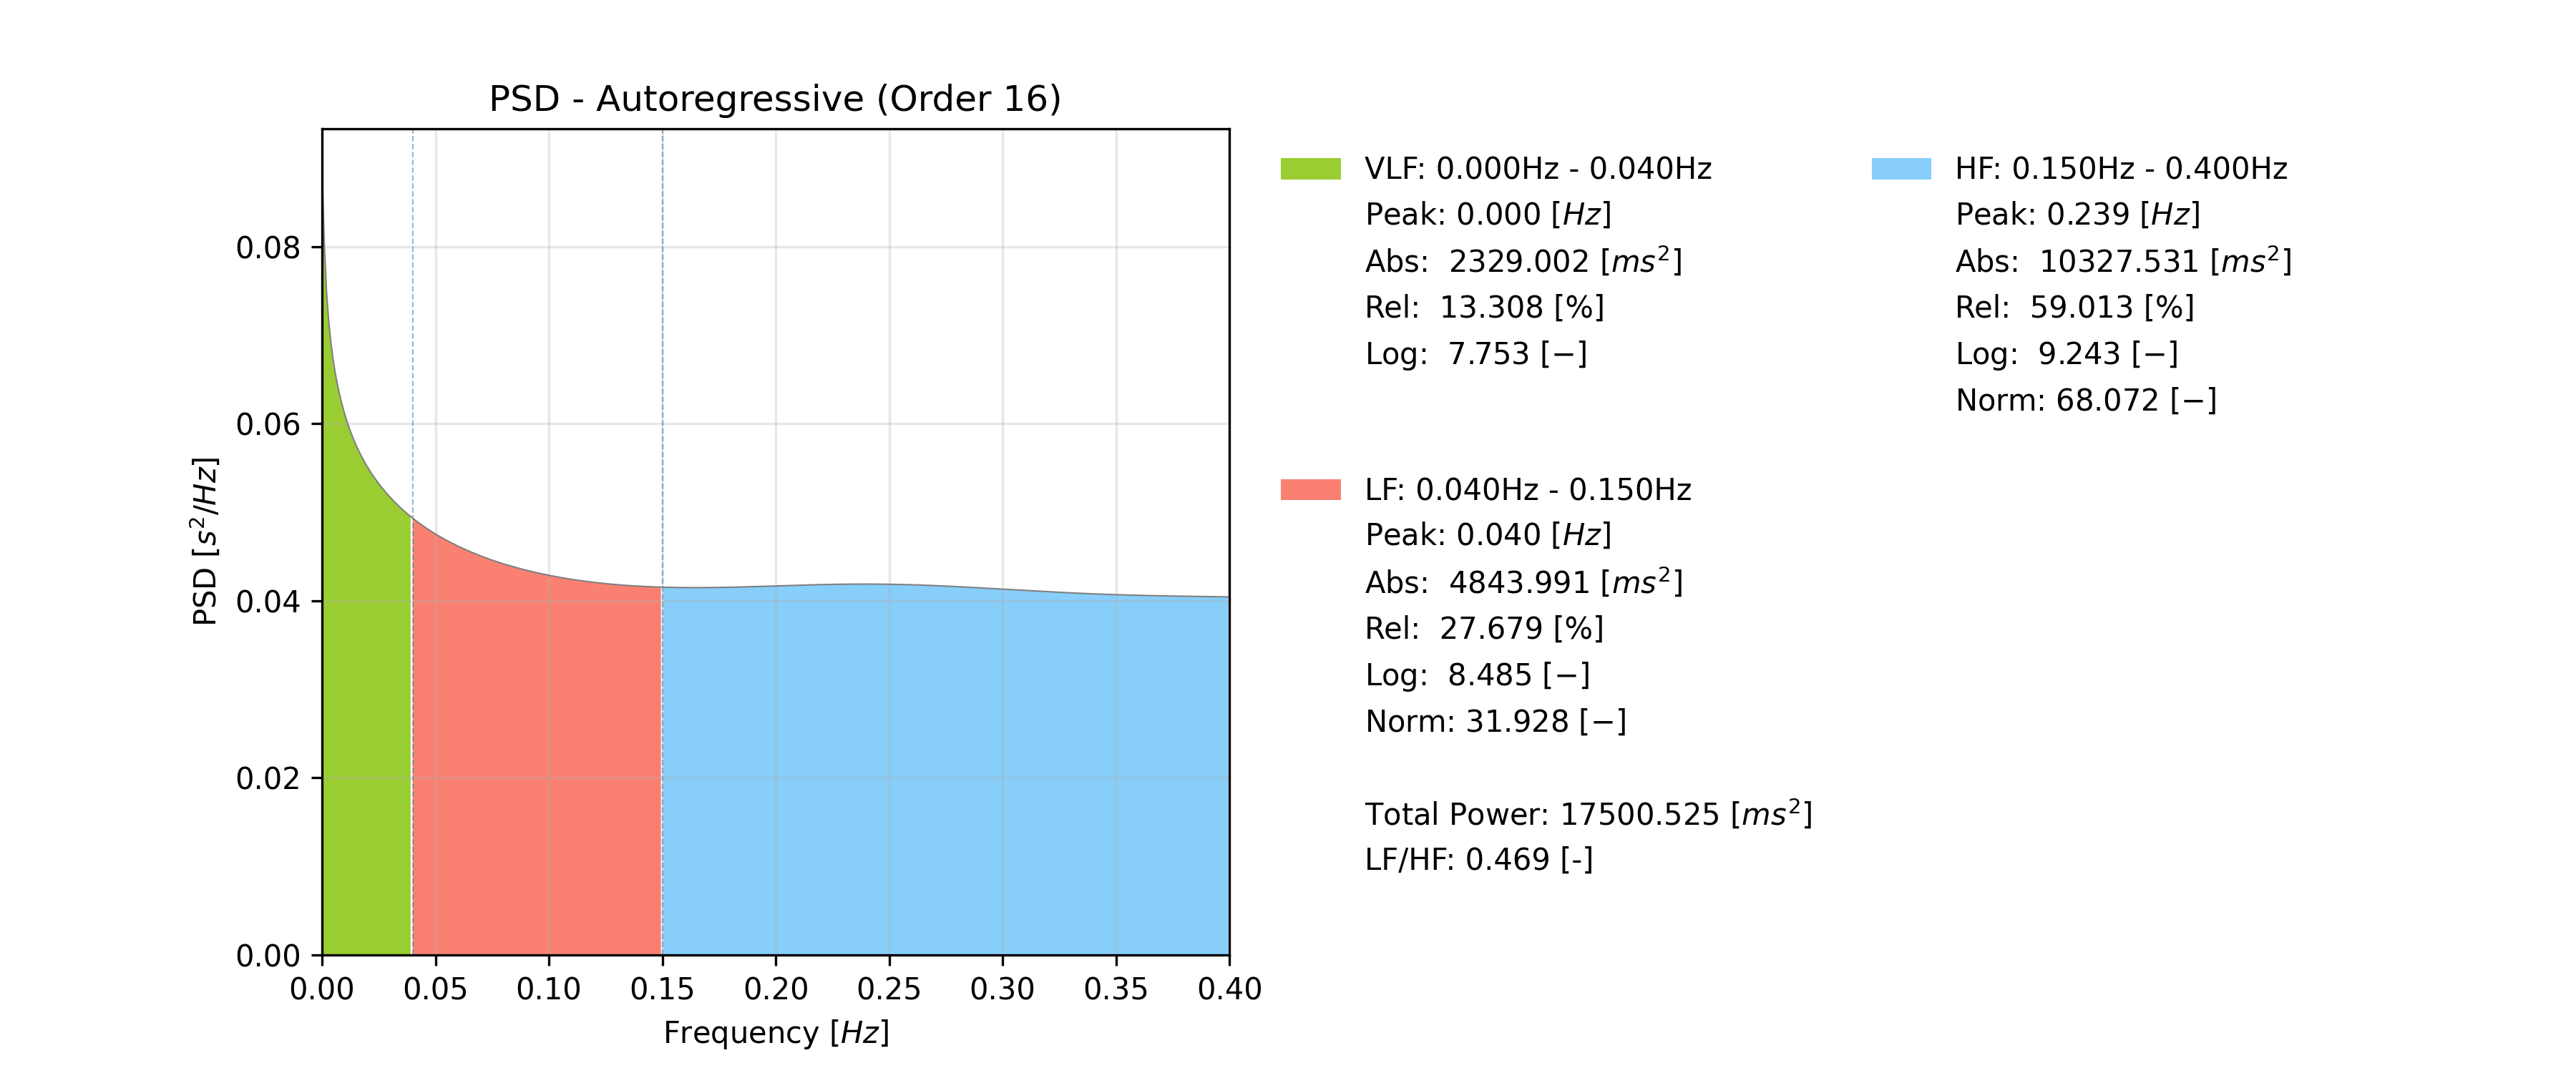 PSD - Autoregressive (Order 16)
PSD [s²/Hz]
0.08
0.06
0.04
0.02
0.00
0.00 0.05 0.10 0.15 0.20 0.25 0.30 0.35 0.40
Frequency [Hz]
VLF: 0.000Hz - 0.040Hz
Peak: 0.000 [Hz]
Abs: 2329.002 [ms²]
Rel: 13.308 [%]
Log: 7.753 [−]
LF: 0.040Hz - 0.150Hz
Peak: 0.040 [Hz]
Abs: 4843.991 [ms²]
Rel: 27.679 [%]
Log: 8.485 [−]
Norm: 31.928 [−]
Total Power: 17500.525 [ms²]
LF/HF: 0.469 [-]
HF: 0.150Hz - 0.400Hz
Peak: 0.239 [Hz]
Abs: 10327.531 [ms²]
Rel: 59.013 [%]
Log: 9.243 [−]
Norm: 68.072 [−]